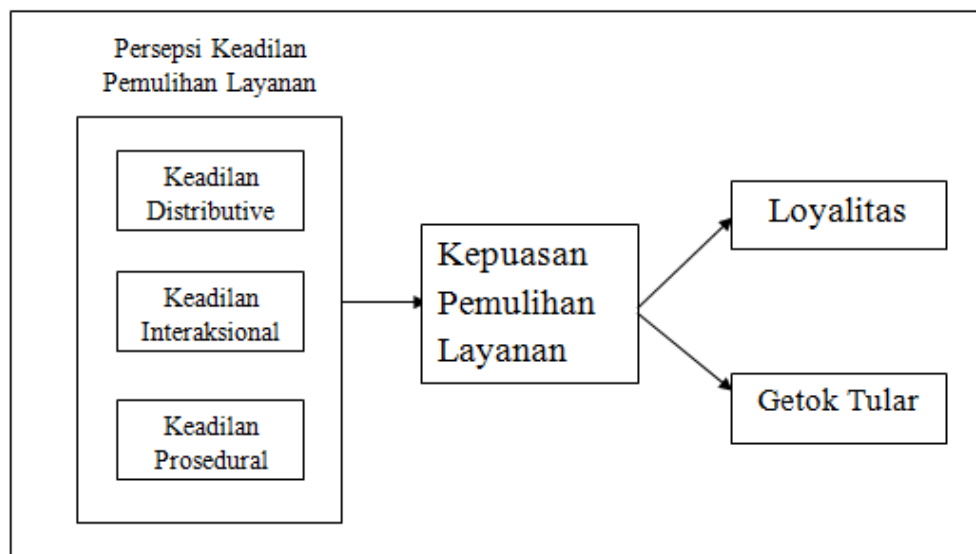 Persepsi Keadilan
Pemulihan Layanan
Keadilan
Distributive
Keadilan
Interaksional
Keadilan
Prosedural
Kepuasan
Pemulihan
Layanan
Loyalitas
Getok Tular